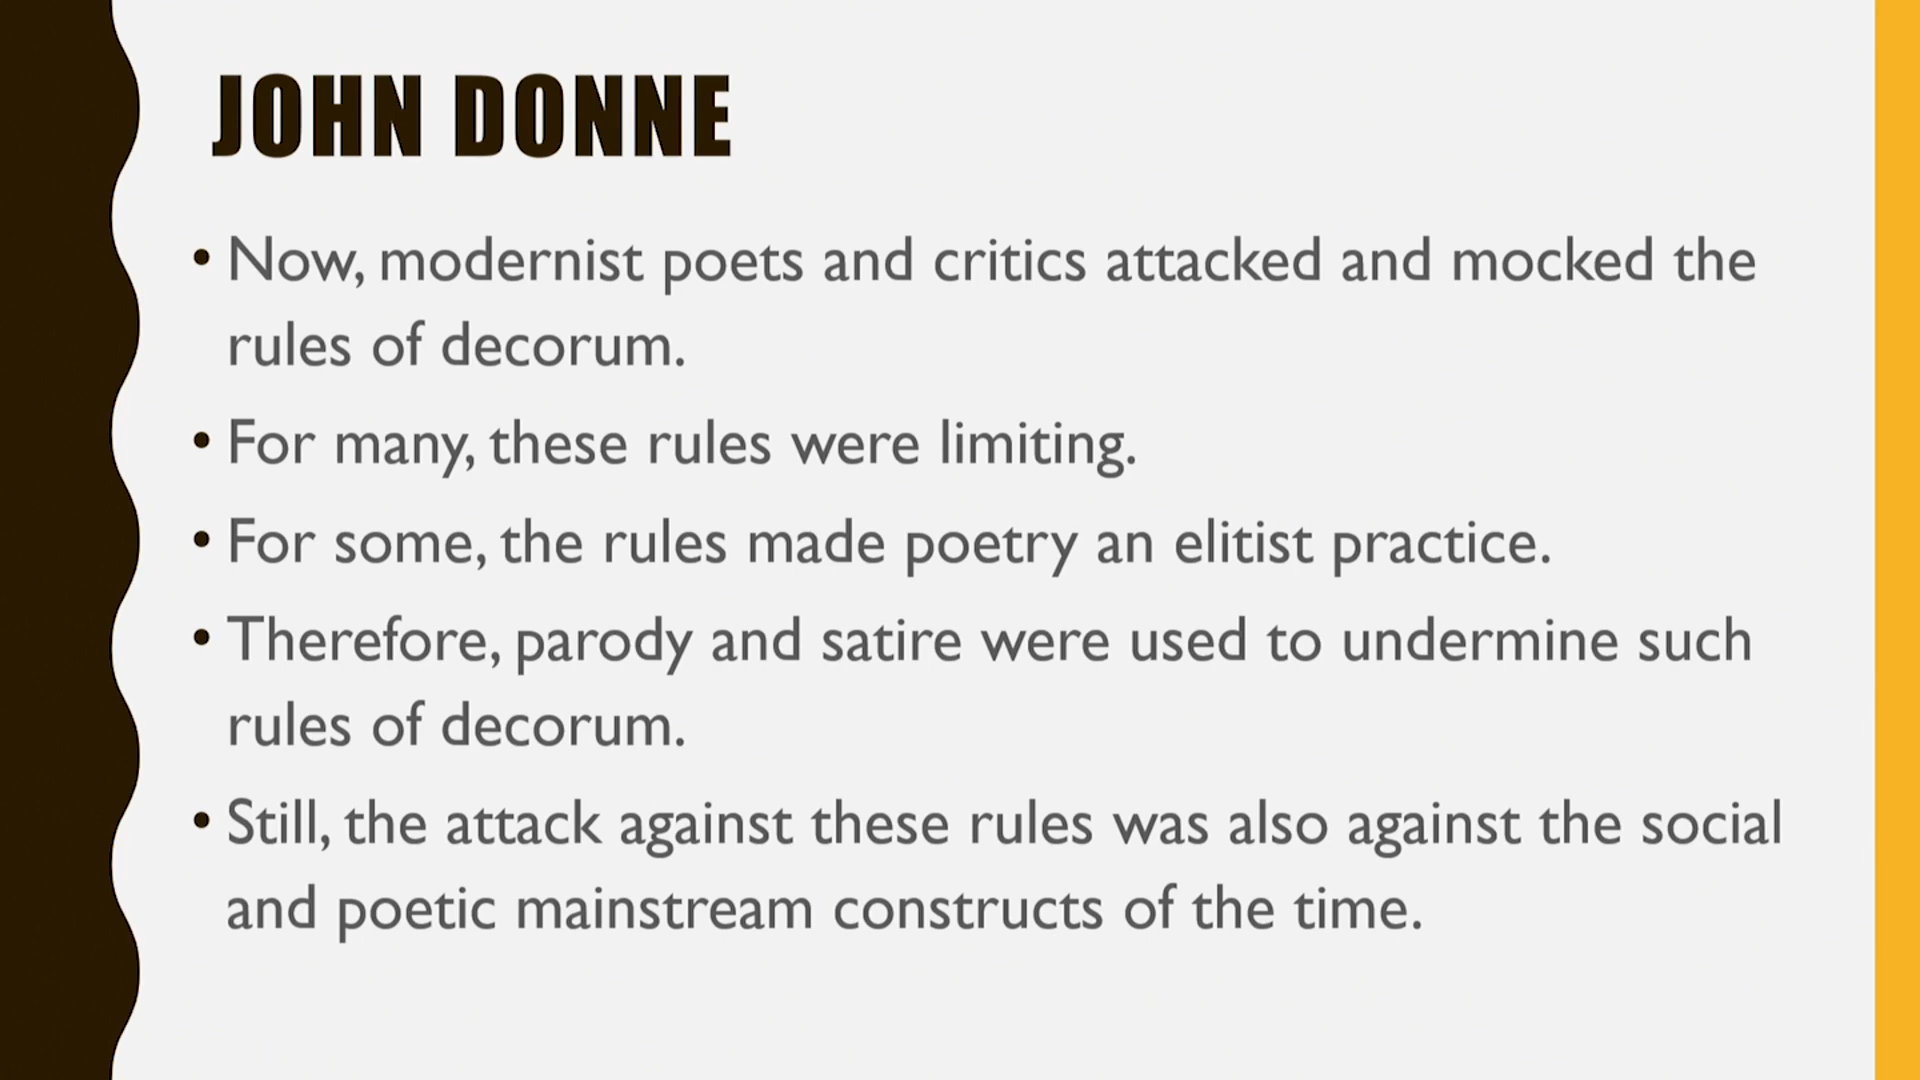 JOHN DONNE
• Now, modernist poets and critics attacked and mocked the
rules of decorum.
• For many, these rules were limiting.
• For some, the rules made poetry an elitist practice.
• Therefore, parody and satire were used to undermine such
rules of decorum.
• Still, the attack against these rules was also against the social
and poetic mainstream constructs of the time.